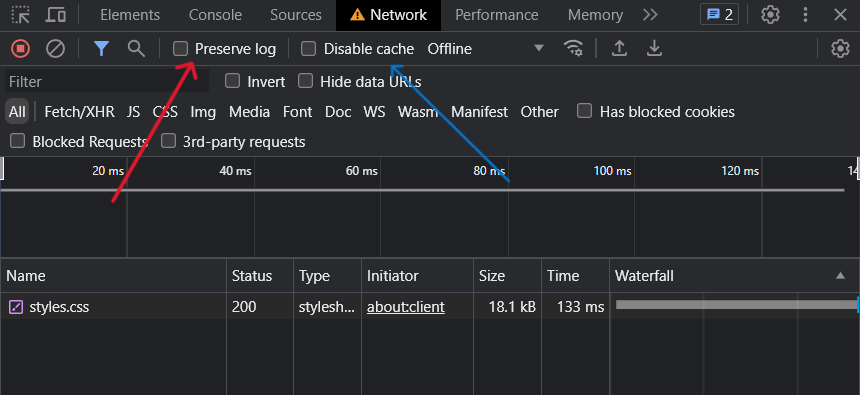 Elements Console Sources Network Performance Memory 2
Preserve log Disable cache Offline
Filter Invert Hide data URLs
All Fetch/XHR JS CSS Img Media Font Doc WS Wasm Manifest Other Has blocked cookies
Blocked Requests 3rd-party requests
20 ms 40 ms 60 ms 80 ms 100 ms 120 ms 14
Name Status Type Initiator Size Time Waterfall
styles.css 200 stylesh... about:client 18.1 kB 133 ms